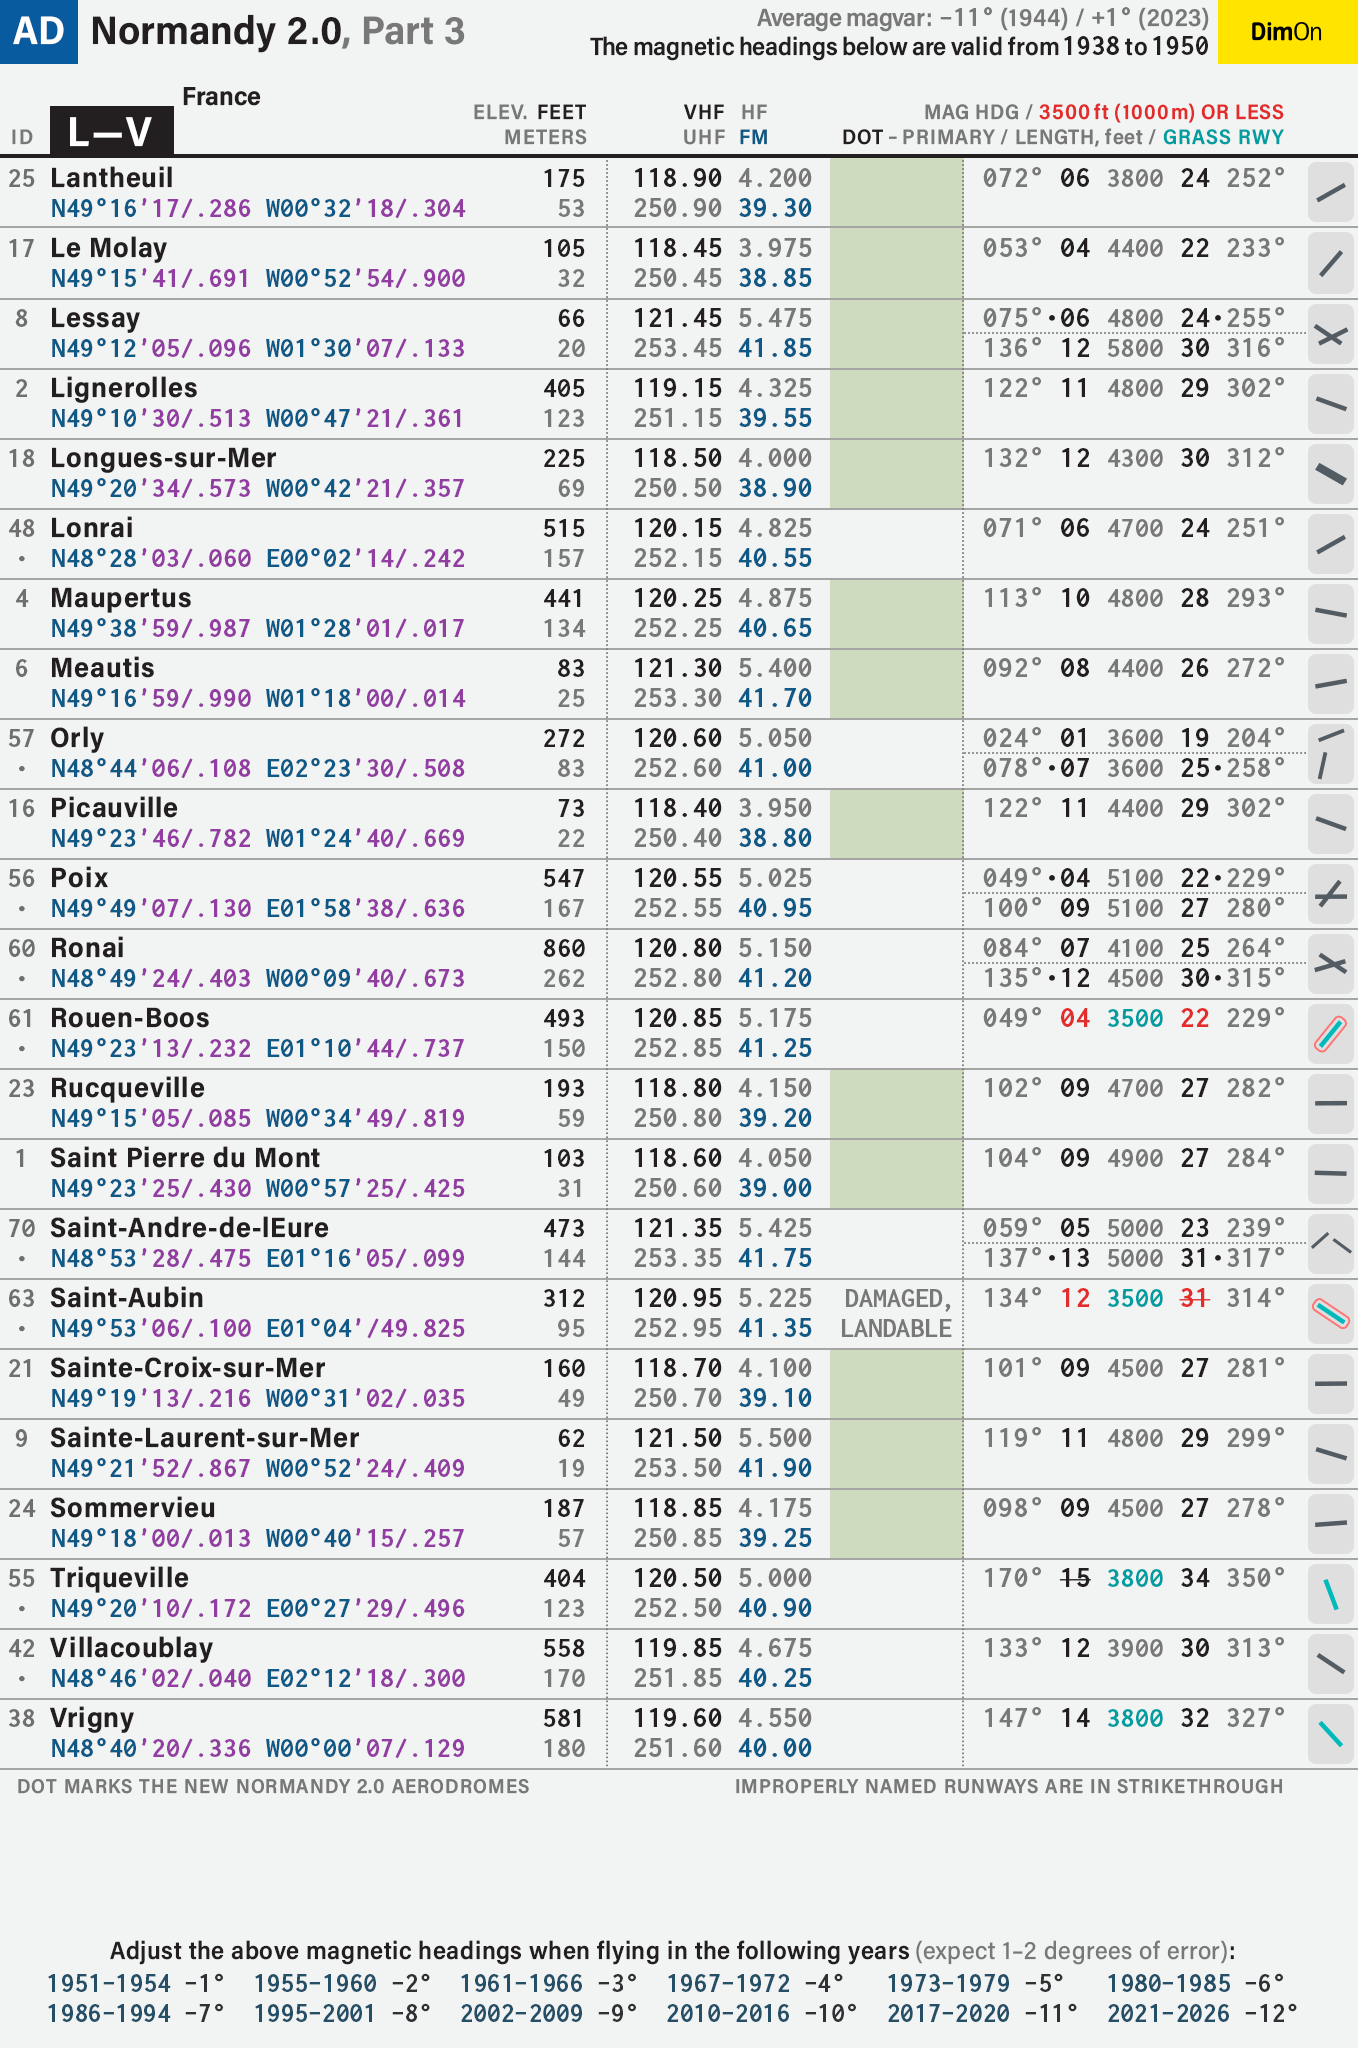 AD Normandy 2.0, Part 3
Average magvar: −11° (1944) / +1° (2023)
The magnetic headings below are valid from 1938 to 1950
DimOn
France
ID L—V
ELEV. FEET VHF HF MAG HDG / 3500 ft (1000 m) OR LESS
METERS UHF FM DOT – PRIMARY / LENGTH, feet / GRASS RWY
25 Lantheuil 175 118.90 4.200 072° 06 3800 24 252°
N49°16'17/.286 W00°32'18/.304 53 250.90 39.30
17 Le Molay 105 118.45 3.975 053° 04 4400 22 233°
N49°15'41/.691 W00°52'54/.900 32 250.45 38.85
8 Lessay 66 121.45 5.475 075°•06 4800 24•255°
N49°12'05/.096 W01°30'07/.133 20 253.45 41.85 136° 12 5800 30 316°
2 Lignerolles 405 119.15 4.325 122° 11 4800 29 302°
N49°10'30/.513 W00°47'21/.361 123 251.15 39.55
18 Longues-sur-Mer 225 118.50 4.000 132° 12 4300 30 312°
N49°20'34/.573 W00°42'21/.357 69 250.50 38.90
48 Lonrai 515 120.15 4.825 071° 06 4700 24 251°
• N48°28'03/.060 E00°02'14/.242 157 252.15 40.55
4 Maupertus 441 120.25 4.875 113° 10 4800 28 293°
N49°38'59/.987 W01°28'01/.017 134 252.25 40.65
6 Meautis 83 121.30 5.400 092° 08 4400 26 272°
N49°16'59/.990 W01°18'00/.014 25 253.30 41.70
57 Orly 272 120.60 5.050 024° 01 3600 19 204°
• N48°44'06/.108 E02°23'30/.508 83 252.60 41.00 078°•07 3600 25•258°
16 Picauville 73 118.40 3.950 122° 11 4400 29 302°
N49°23'46/.782 W01°24'40/.669 22 250.40 38.80
56 Poix 547 120.55 5.025 049°•04 5100 22•229°
• N49°49'07/.130 E01°58'38/.636 167 252.55 40.95 100° 09 5100 27 280°
60 Ronai 860 120.80 5.150 084° 07 4100 25 264°
• N48°49'24/.403 W00°09'40/.673 262 252.80 41.20 135°•12 4500 30•315°
61 Rouen-Boos 493 120.85 5.175 049° 04 3500 22 229°
• N49°23'13/.232 E01°10'44/.737 150 252.85 41.25
23 Rucqueville 193 118.80 4.150 102° 09 4700 27 282°
N49°15'05/.085 W00°34'49/.819 59 250.80 39.20
1 Saint Pierre du Mont 103 118.60 4.050 104° 09 4900 27 284°
N49°23'25/.430 W00°57'25/.425 31 250.60 39.00
70 Saint-Andre-de-lEure 473 121.35 5.425 059° 05 5000 23 239°
• N48°53'28/.475 E01°16'05/.099 144 253.35 41.75 137°•13 5000 31•317°
63 Saint-Aubin 312 120.95 5.225 DAMAGED, 134° 12 3500 31 314°
• N49°53'06/.100 E01°04'/49.825 95 252.95 41.35 LANDABLE
21 Sainte-Croix-sur-Mer 160 118.70 4.100 101° 09 4500 27 281°
N49°19'13/.216 W00°31'02/.035 49 250.70 39.10
9 Sainte-Laurent-sur-Mer 62 121.50 5.500 119° 11 4800 29 299°
N49°21'52/.867 W00°52'24/.409 19 253.50 41.90
24 Sommervieu 187 118.85 4.175 098° 09 4500 27 278°
N49°18'00/.013 W00°40'15/.257 57 250.85 39.25
55 Triqueville 404 120.50 5.000 170° 15 3800 34 350°
• N49°20'10/.172 E00°27'29/.496 123 252.50 40.90
42 Villacoublay 558 119.85 4.675 133° 12 3900 30 313°
• N48°46'02/.040 E02°12'18/.300 170 251.85 40.25
38 Vrigny 581 119.60 4.550 147° 14 3800 32 327°
• N48°40'20/.336 W00°00'07/.129 180 251.60 40.00
DOT MARKS THE NEW NORMANDY 2.0 AERODROMES IMPROPERLY NAMED RUNWAYS ARE IN STRIKETHROUGH
Adjust the above magnetic headings when flying in the following years (expect 1–2 degrees of error):
1951–1954 −1° 1955–1960 −2° 1961–1966 −3° 1967–1972 −4° 1973–1979 −5° 1980–1985 −6°
1986–1994 −7° 1995–2001 −8° 2002–2009 −9° 2010–2016 −10° 2017–2020 −11° 2021–2026 −12°